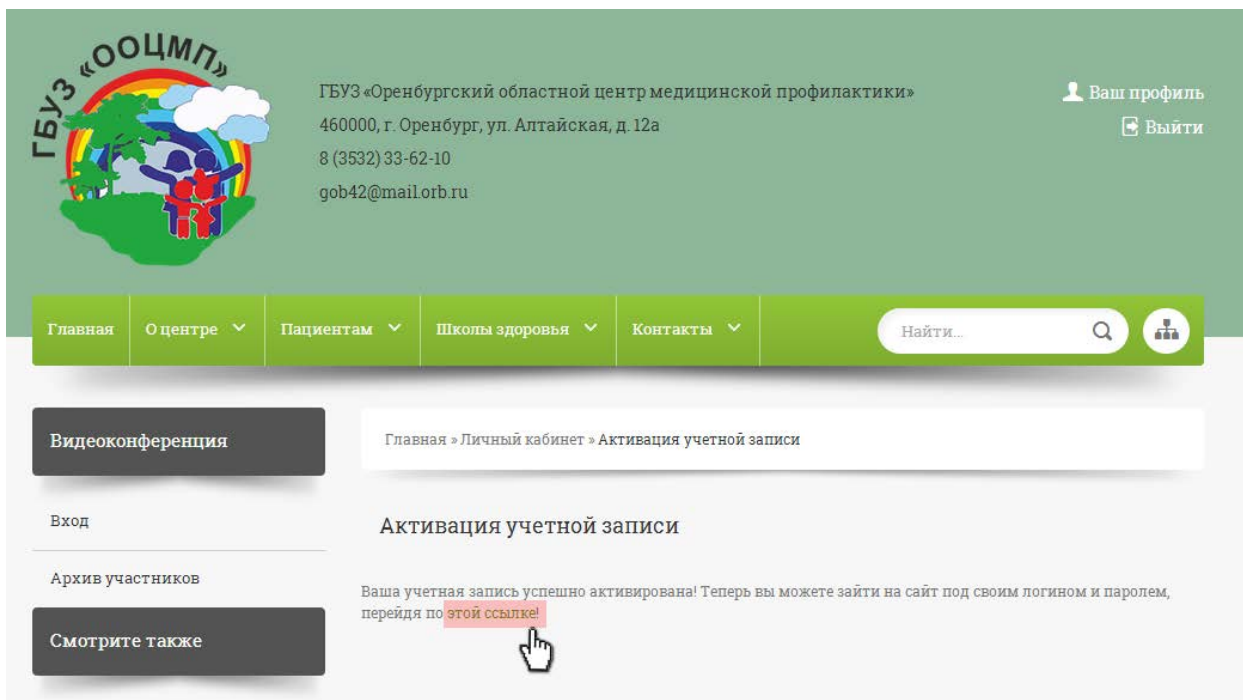 ГБУЗ «ООЦМП»
ГБУЗ «Оренбургский областной центр медицинской профилактики»
460000, г. Оренбург, ул. Алтайская, д. 12а
8 (3532) 33-62-10
gob42@mail.orb.ru
Ваш профиль
Выйти
Главная
О центре
Пациентам
Школы здоровья
Контакты
Найти...
Видеоконференция
Вход
Архив участников
Смотрите также
Главная » Личный кабинет » Активация учетной записи
Активация учетной записи
Ваша учетная запись успешно активирована! Теперь вы можете зайти на сайт под своим логином и паролем,
перейдя по этой ссылке!